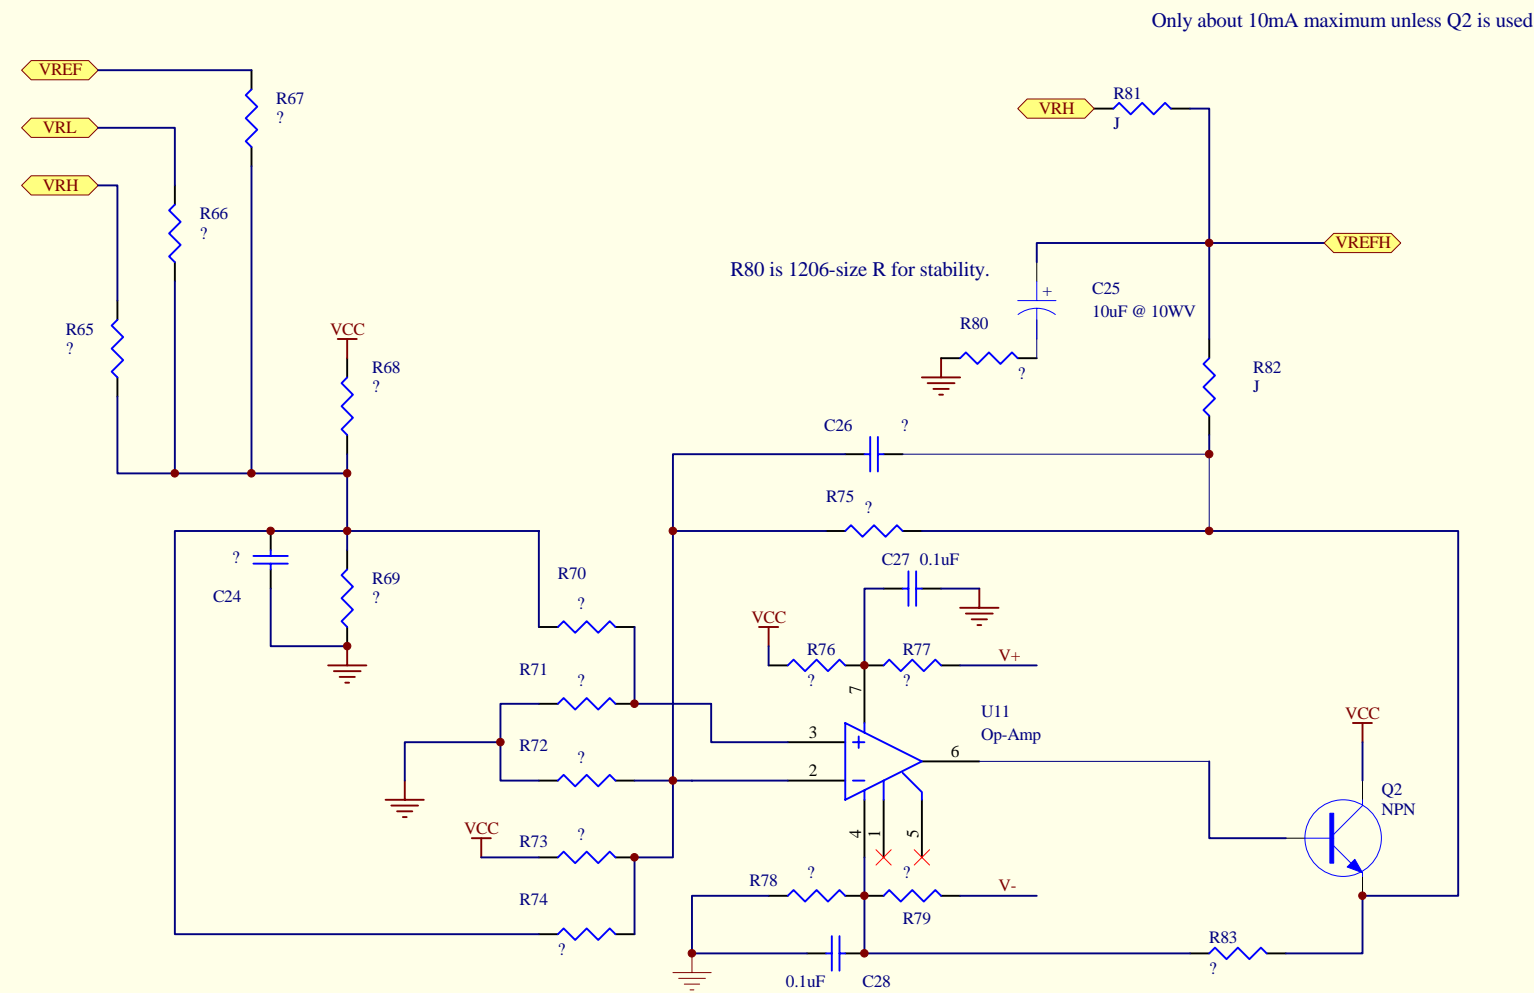 Only about 10mA maximum unless Q2 is used
VREF
R67
?
VRL
VRH
R66
?
R65
?
VCC
R68
?
VRH
R81
J
VREFH
R80 is 1206-size R for stability.
+
C25
10uF @ 10WV
R80
?
R82
J
C26
?
R75
?
?
C24
R69
?
R70
?
C27
0.1uF
VCC
R76
?
R77
?
V+
R71
?
7
U11
Op-Amp
3
6
2
R72
?
VCC
Q2
NPN
VCC
R73
?
4
1
5
R74
?
R78
?
?
R79
V-
R83
?
0.1uF
C28